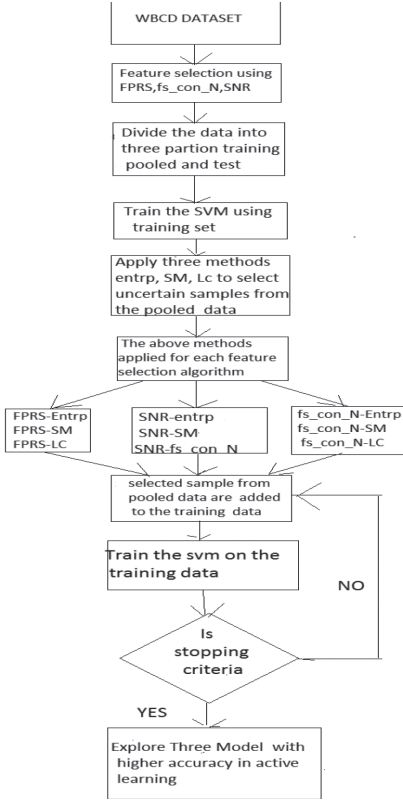 WBCD DATASET
Feature selection using
FPRS,fs_con_N,SNR
Divide the data into
three partion training
pooled and test
Train the SVM using
training set
Apply three methods
entrp, SM, Lc to select
uncertain samples from
the pooled data
The above methods
applied for each feature
selection algorithm
FPRS-Entrp
FPRS-SM
FPRS-LC
SNR-entrp
SNR-SM
SNR-fs_con_N
fs_con_N-Entrp
fs_con_N-SM
fs_con_N-LC
selected sample from
pooled data are added
to the training data
Train the svm on the
training data
NO
Is
stopping
criteria
YES
Explore Three Model with
higher accuracy in active
learning